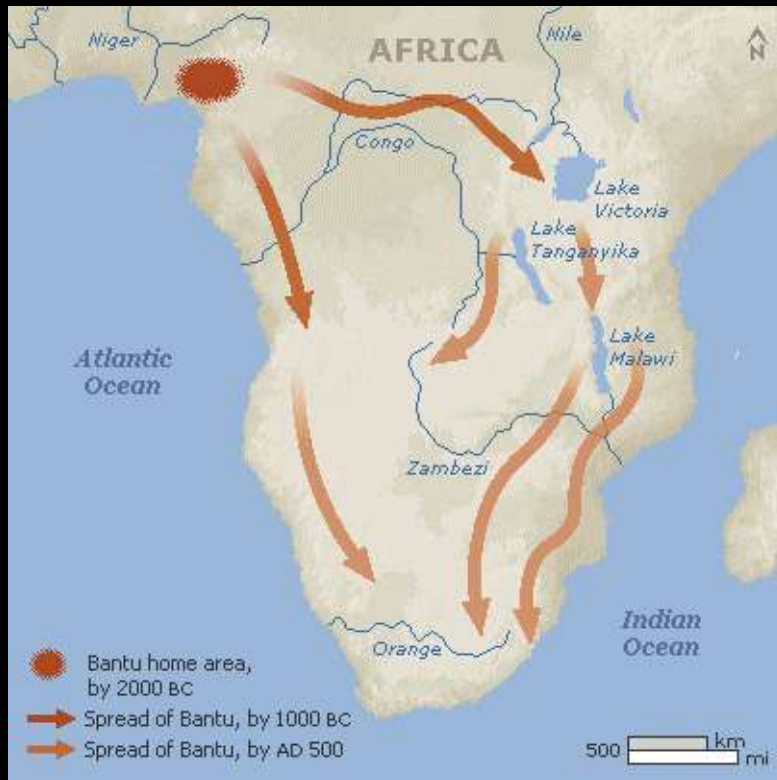 Niger
AFRICA
Nile
N
Congo
Lake
Victoria
Lake
Tanganyika
Lake
Malawi
Atlantic
Ocean
Zambezi
Indian
Ocean
Orange
Bantu home area,
by 2000 BC
Spread of Bantu, by 1000 BC
Spread of Bantu, by AD 500
500 km
mi